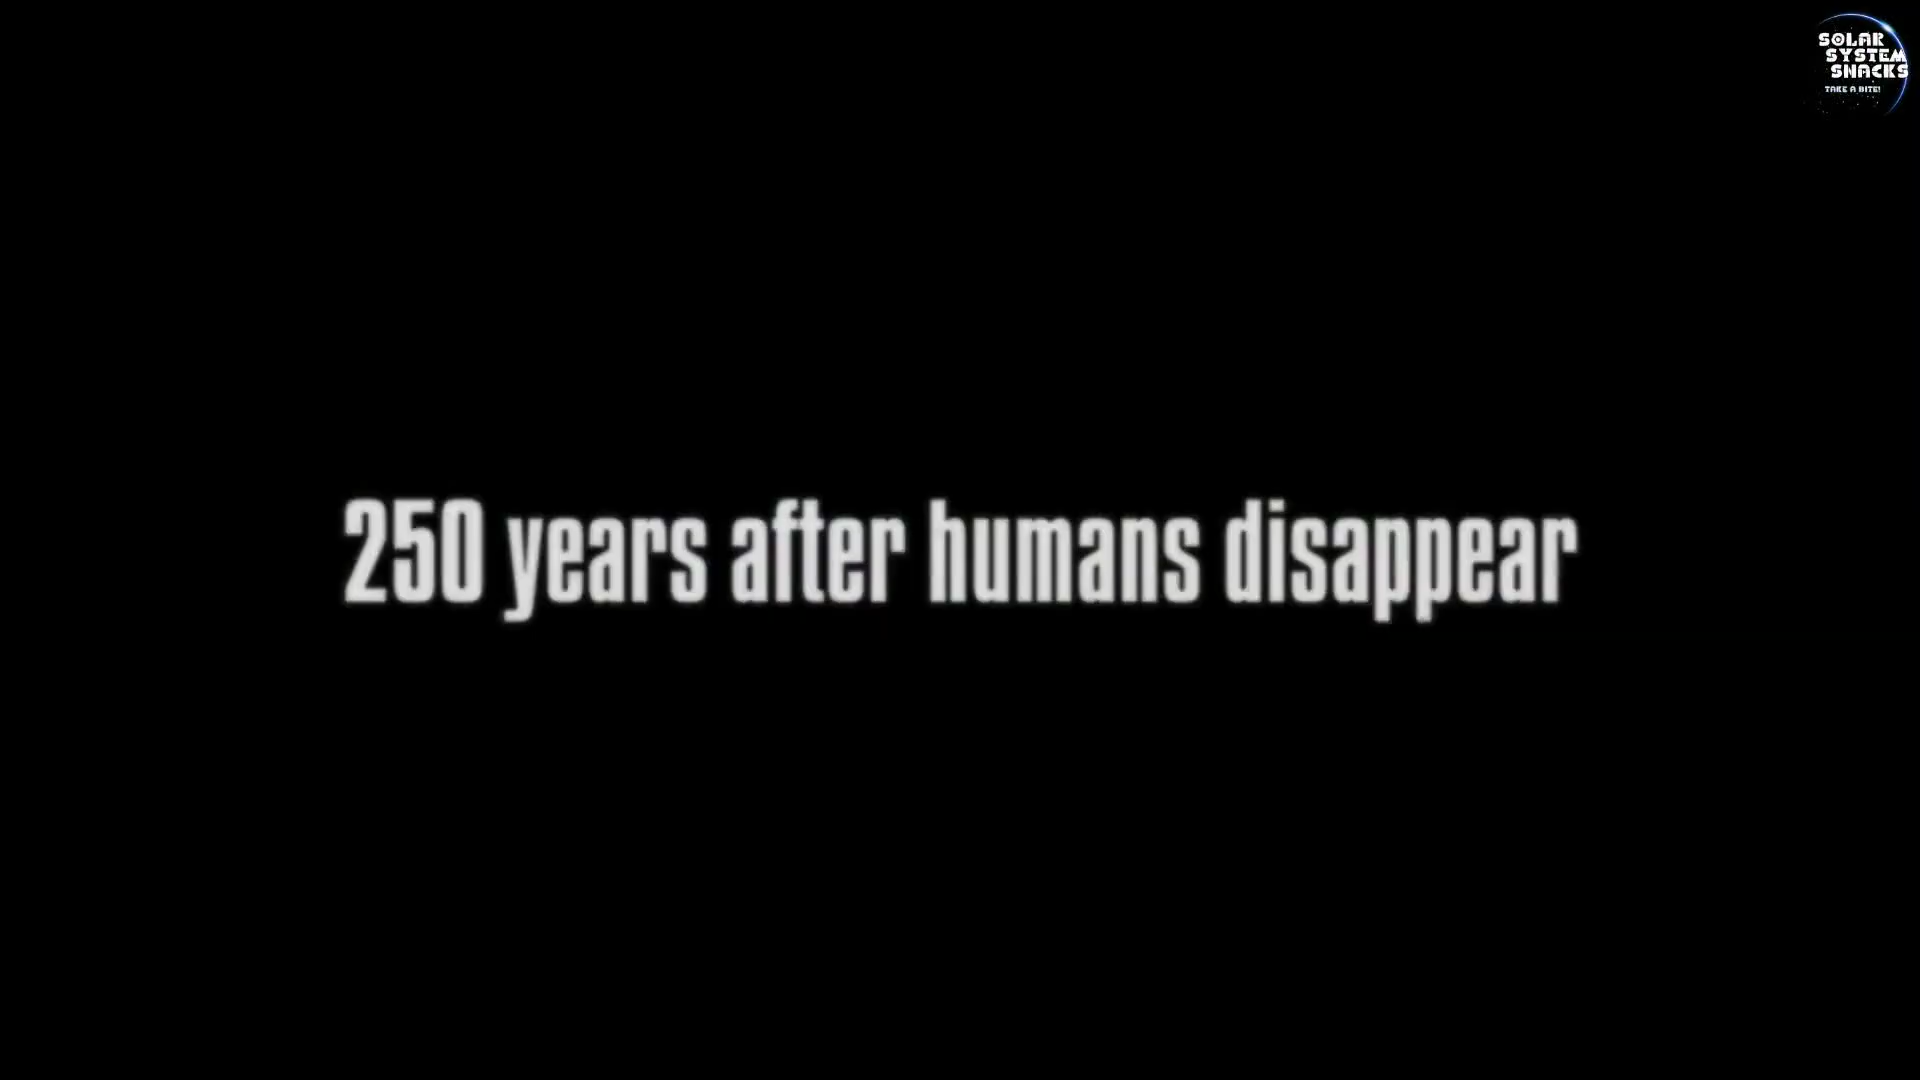 SOLAR
SYSTEM
SNACKS
TAKE A BITE!
250 years after humans disappear